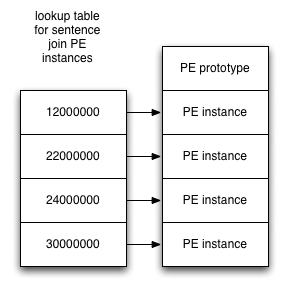 lookup table
for sentence
join PE
instances
PE prototype
12000000
PE instance
22000000
PE instance
24000000
PE instance
30000000
PE instance